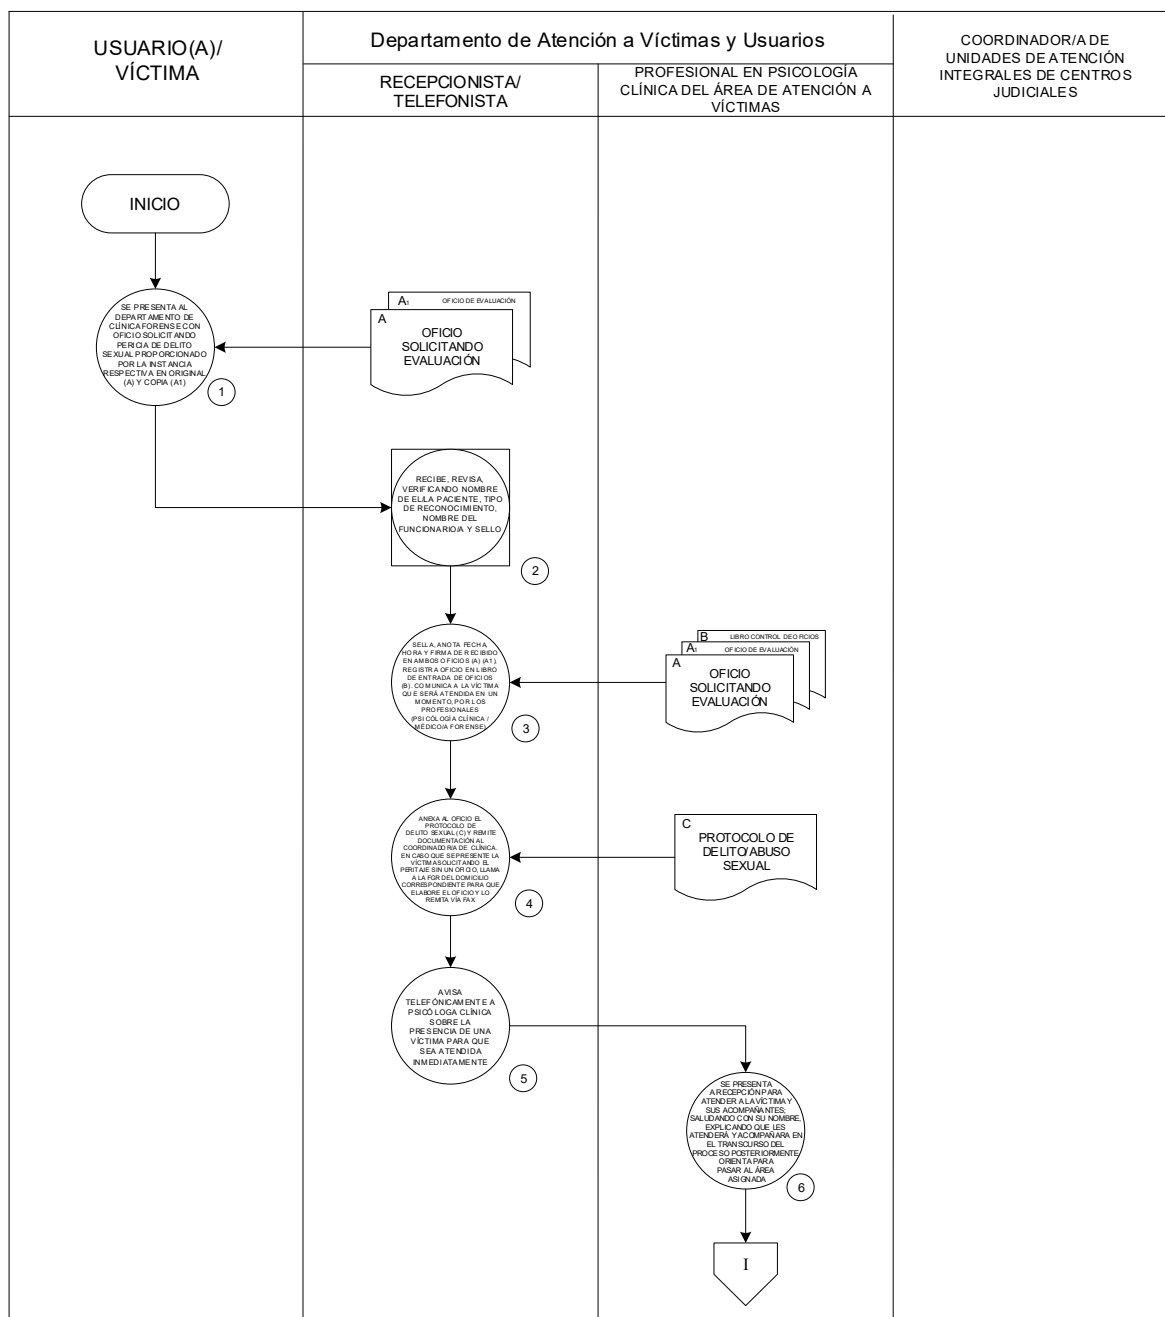 USUARIO(A)/
VÍCTIMA
Departamento de Atención a Víctimas y Usuarios
RECEPCIONISTA/
TELEFONISTA
PROFESIONAL EN PSICOLOGÍA
CLÍNICA DEL ÁREA DE ATENCIÓN A
VÍCTIMAS
COORDINADOR/A DE
UNIDADES DE ATENCIÓN
INTEGRALES DE CENTROS
JUDICIALES
INICIO
SE PRESENTA AL
DEPARTAMENTO DE
CLÍNICA FORENSE CON
OFICIO SOLICITANDO
PERICIA DE DELITO
SEXUAL PROPORCIONADO
POR LA INSTANCIA
RESPECTIVA EN ORIGINAL
(A) Y COPIA (A1)
1
A1
OFICIO DE EVALUACIÓN
A
OFICIO
SOLICITANDO
EVALUACIÓN
RECIBE, REVISA,
VERIFICANDO NOMBRE
DE EL/LA PACIENTE, TIPO
DE RECONOCIMIENTO,
NOMBRE DEL
FUNCIONARIO/A Y SELLO
2
SELLA, ANOTA FECHA,
HORA Y FIRMA DE RECIBIDO
EN AMBOS OFICIOS (A) (A1),
REGISTRA OFICIO EN LIBRO
DE ENTRADA DE OFICIOS
(B). COMUNICA A LA VÍCTIMA
QUE SERÁ ATENDIDA EN UN
MOMENTO, POR LOS
PROFESIONALES
(PSICÓLOGÍA CLÍNICA /
MÉDICO/A FORENSE)
3
B
LIBRO CONTROL DE OFICIOS
A1
OFICIO DE EVALUACIÓN
A
OFICIO
SOLICITANDO
EVALUACIÓN
ANEXA AL OFICIO EL
PROTOCOLO DE
DELITO SEXUAL (C) Y REMITE
DOCUMENTACIÓN AL
COORDINADOR/A DE CLÍNICA.
EN CASO QUE SE PRESENTE LA
VÍCTIMA SOLICITANDO EL
PERITAJE SIN UN OFICIO, LLAMA
A LA FGR DEL DOMICILIO
CORRESPONDIENTE PARA QUE
ELABORE EL OFICIO Y LO
REMITA VÍA FAX
4
C
PROTOCOLO DE
DELITO/ABUSO
SEXUAL
AVISA
TELEFÓNICAMENTE A
PSICÓLOGA CLÍNICA
SOBRE LA
PRESENCIA DE UNA
VÍCTIMA PARA QUE
SEA ATENDIDA
INMEDIATAMENTE
5
SE PRESENTA
A RECEPCIÓN PARA
ATENDER A LA VÍCTIMA Y
SUS ACOMPAÑANTES;
SALUDANDO CON SU NOMBRE,
EXPLICANDO QUE LES
ATENDERÁ Y ACOMPAÑARA EN
EL TRANSCURSO DEL
PROCESO POSTERIORMENTE
ORIENTA PARA
PASAR AL ÁREA
ASIGNADA
6
I